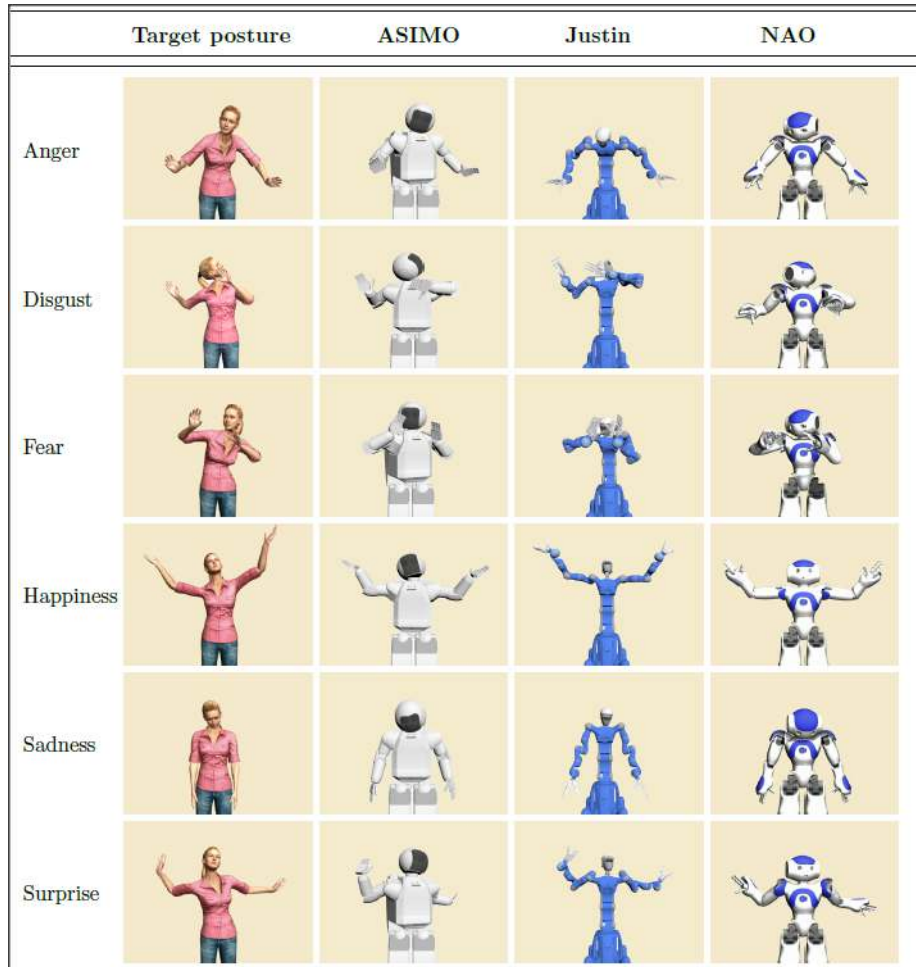 Target posture ASIMO Justin NAO
Anger
Disgust
Fear
Happiness
Sadness
Surprise